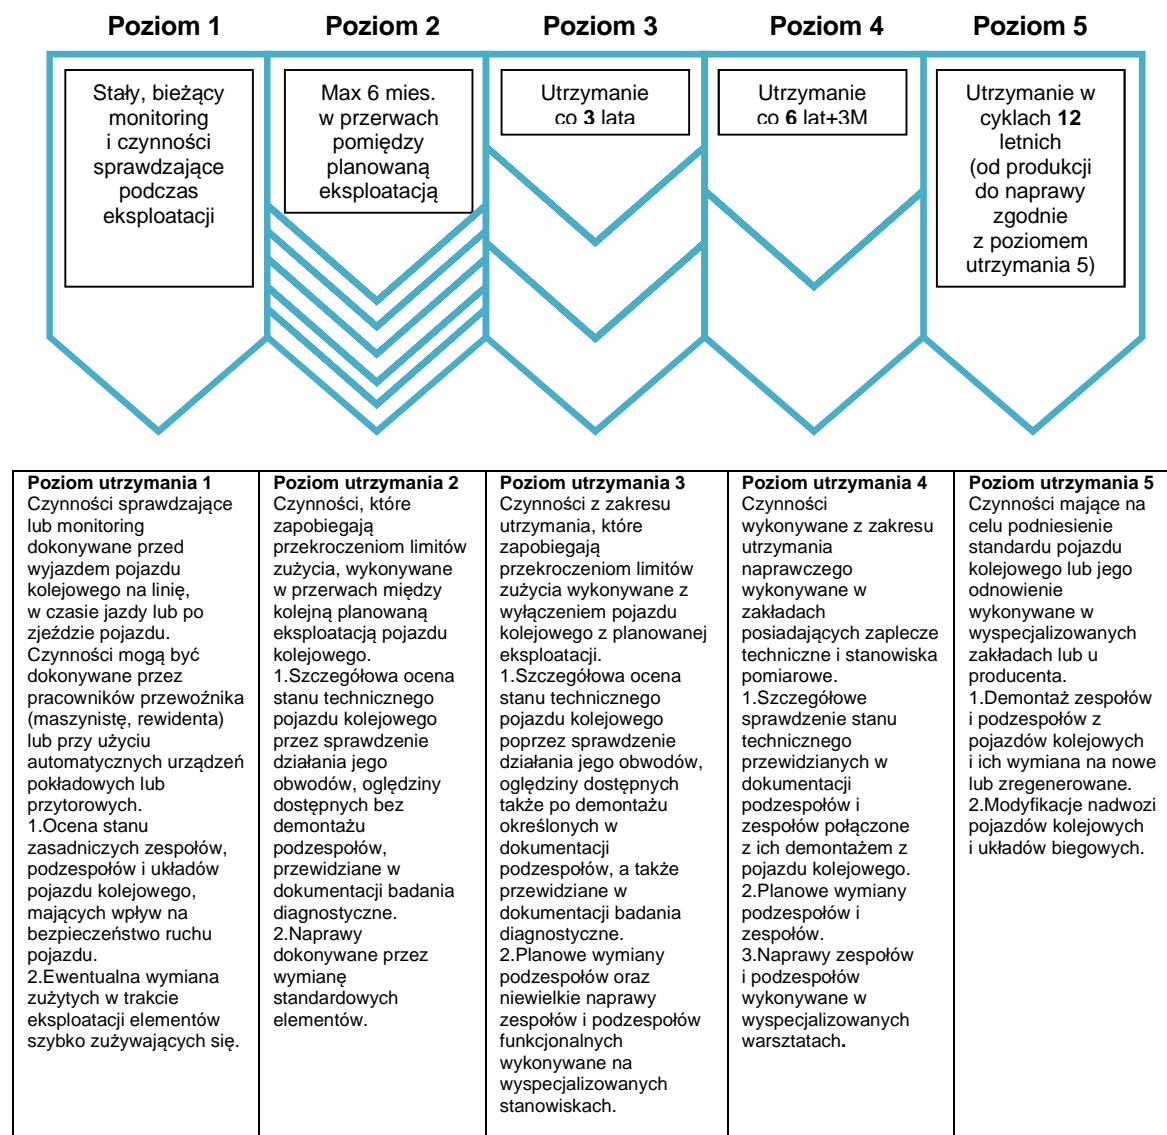 Poziom 1
Poziom 2
Poziom 3
Poziom 4
Poziom 5
Stały, bieżący
monitoring
i czynności
sprawdzające
podczas
eksploatacji
Max 6 mies.
w przerwach
pomiędzy
planowaną
eksploatacją
Utrzymanie
co 3 lata
Utrzymanie
co 6 lat+3M
Utrzymanie w
cyklach 12
letnich
(od produkcji
do naprawy
zgodnie
z poziomem
utrzymania 5)
Poziom utrzymania 1
Czynności sprawdzające
lub monitoring
dokonywane przed
wyjazdem pojazdu
kolejowego na linię,
w czasie jazdy lub po
zjeździe pojazdu.
Czynności mogą być
dokonywane przez
pracowników przewoźnika
(maszynistę, rewidenta)
lub przy użyciu
automatycznych urządzeń
pokładowych lub
przytorowych.
1.Ocena stanu
zasadniczych zespołów,
podzespołów i układów
pojazdu kolejowego,
mających wpływ na
bezpieczeństwo ruchu
pojazdu.
2.Ewentualna wymiana
zużytych w trakcie
eksploatacji elementów
szybko zużywających się.
Poziom utrzymania 2
Czynności, które
zapobiegają
przekroczeniom limitów
zużycia, wykonywane
w przerwach między
kolejną planowaną
eksploatacją pojazdu
kolejowego.
1.Szczegółowa ocena
stanu technicznego
pojazdu kolejowego
przez sprawdzenie
działania jego
obwodów, oględziny
dostępnych bez
demontażu
podzespołów,
przewidziane w
dokumentacji badania
diagnostyczne.
2.Naprawy
dokonywane przez
wymianę
standardowych
elementów.
Poziom utrzymania 3
Czynności z zakresu
utrzymania, które
zapobiegają
przekroczeniom limitów
zużycia wykonywane z
wyłączeniem pojazdu
kolejowego z planowanej
eksploatacji.
1.Szczegółowa ocena
stanu technicznego
pojazdu kolejowego
poprzez sprawdzenie
działania jego obwodów,
oględziny dostępnych
także po demontażu
określonych w
dokumentacji
podzespołów, a także
przewidziane w
dokumentacji badania
diagnostyczne.
2.Planowe wymiany
podzespołów oraz
niewielkie naprawy
zespołów i podzespołów
funkcjonalnych
wykonywane na
wyspecjalizowanych
stanowiskach.
Poziom utrzymania 4
Czynności
wykonywane z zakresu
utrzymania
naprawczego
wykonywane w
zakładach
posiadających zaplecze
techniczne i stanowiska
pomiarowe.
1.Szczegółowe
sprawdzenie stanu
technicznego
przewidzianych w
dokumentacji
podzespołów i
zespołów połączone
z ich demontażem z
pojazdu kolejowego.
2.Planowe wymiany
podzespołów i
zespołów.
3.Naprawy zespołów
i podzespołów
wykonywane w
wyspecjalizowanych
warsztatach.
Poziom utrzymania 5
Czynności mające na
celu podniesienie
standardu pojazdu
kolejowego lub jego
odnowienie
wykonywane w
wyspecjalizowanych
zakładach lub u
producenta.
1.Demontaż zespołów
i podzespołów z
pojazdów kolejowych
i ich wymiana na nowe
lub zregenerowane.
2.Modyfikacje nadwozi
pojazdów kolejowych
i układów biegowych.